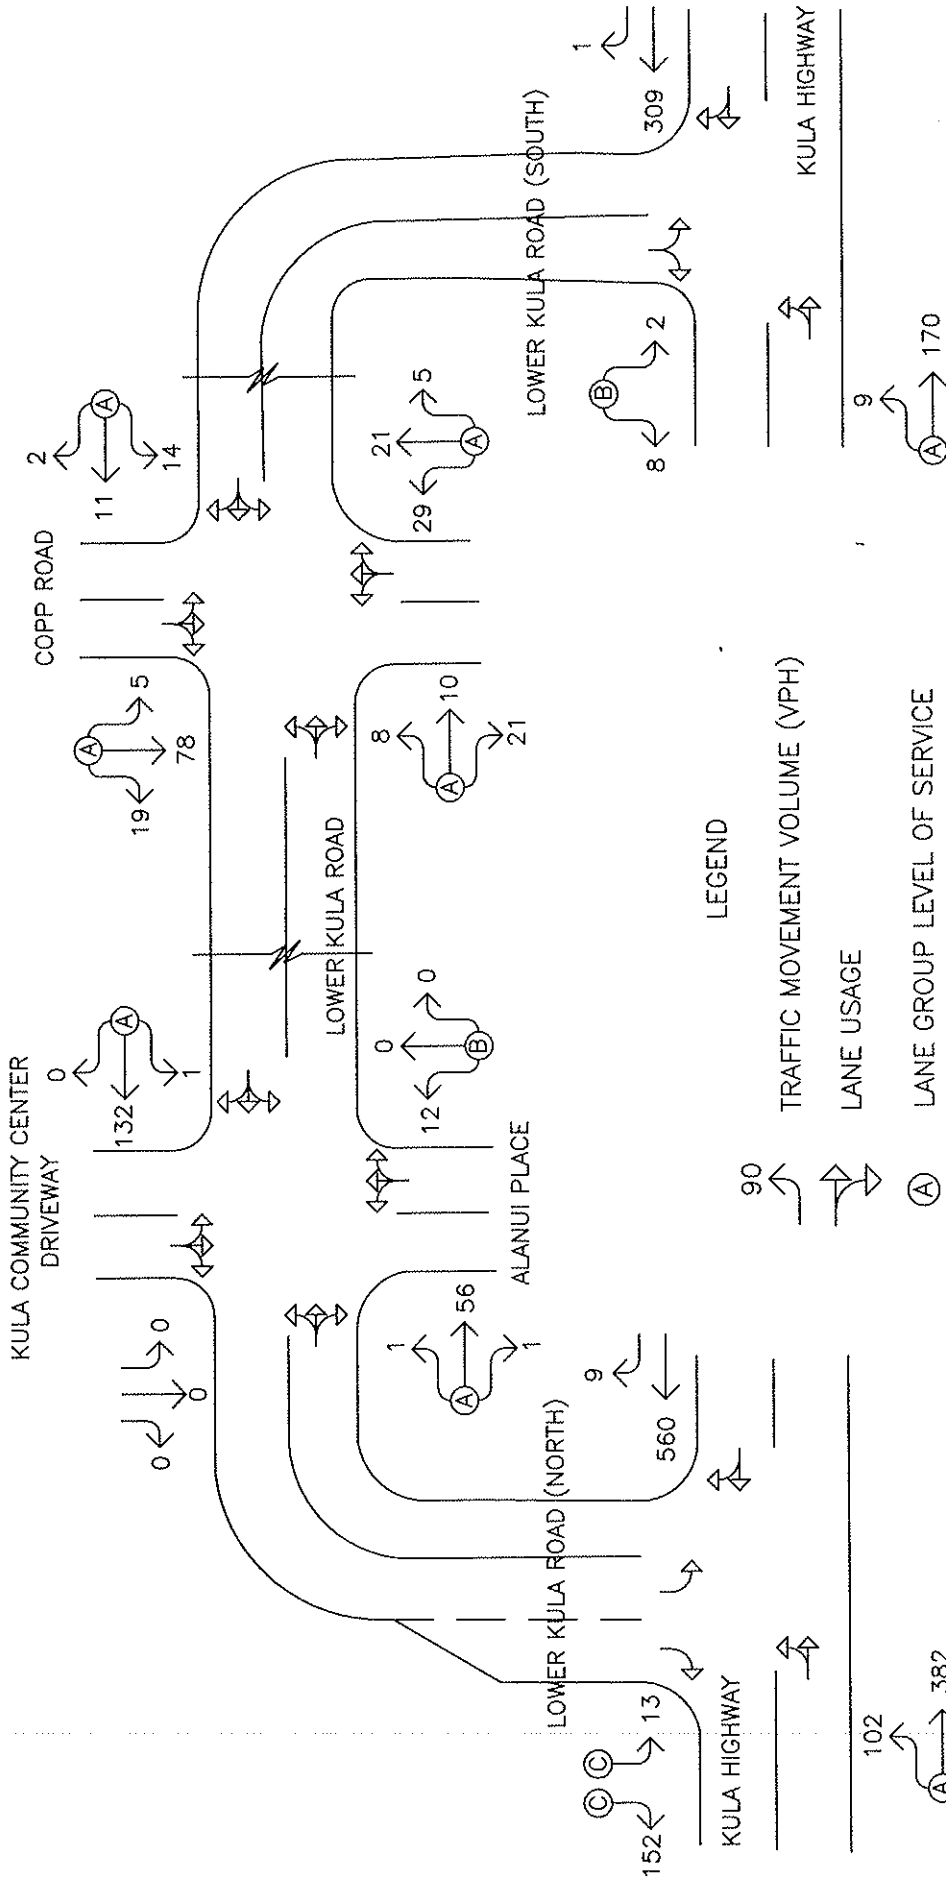 KULA COMMUNITY CENTER
DRIVEWAY
COPP ROAD
0
132
1
2
11
14
0
0
0
19
78
5
LOWER KULA ROAD
1
56
1
12
0
0
8
10
21
29
21
5
ALANUI PLACE
LOWER KULA ROAD (NORTH)
LOWER KULA ROAD (SOUTH)
A
A
A
A
B
A
A
C
C
152
13
9
560
B
8
2
1
309
KULA HIGHWAY
KULA HIGHWAY
102
A
382
9
A
170
LEGEND
90
TRAFFIC MOVEMENT VOLUME (VPH)
LANE USAGE
A
LANE GROUP LEVEL OF SERVICE